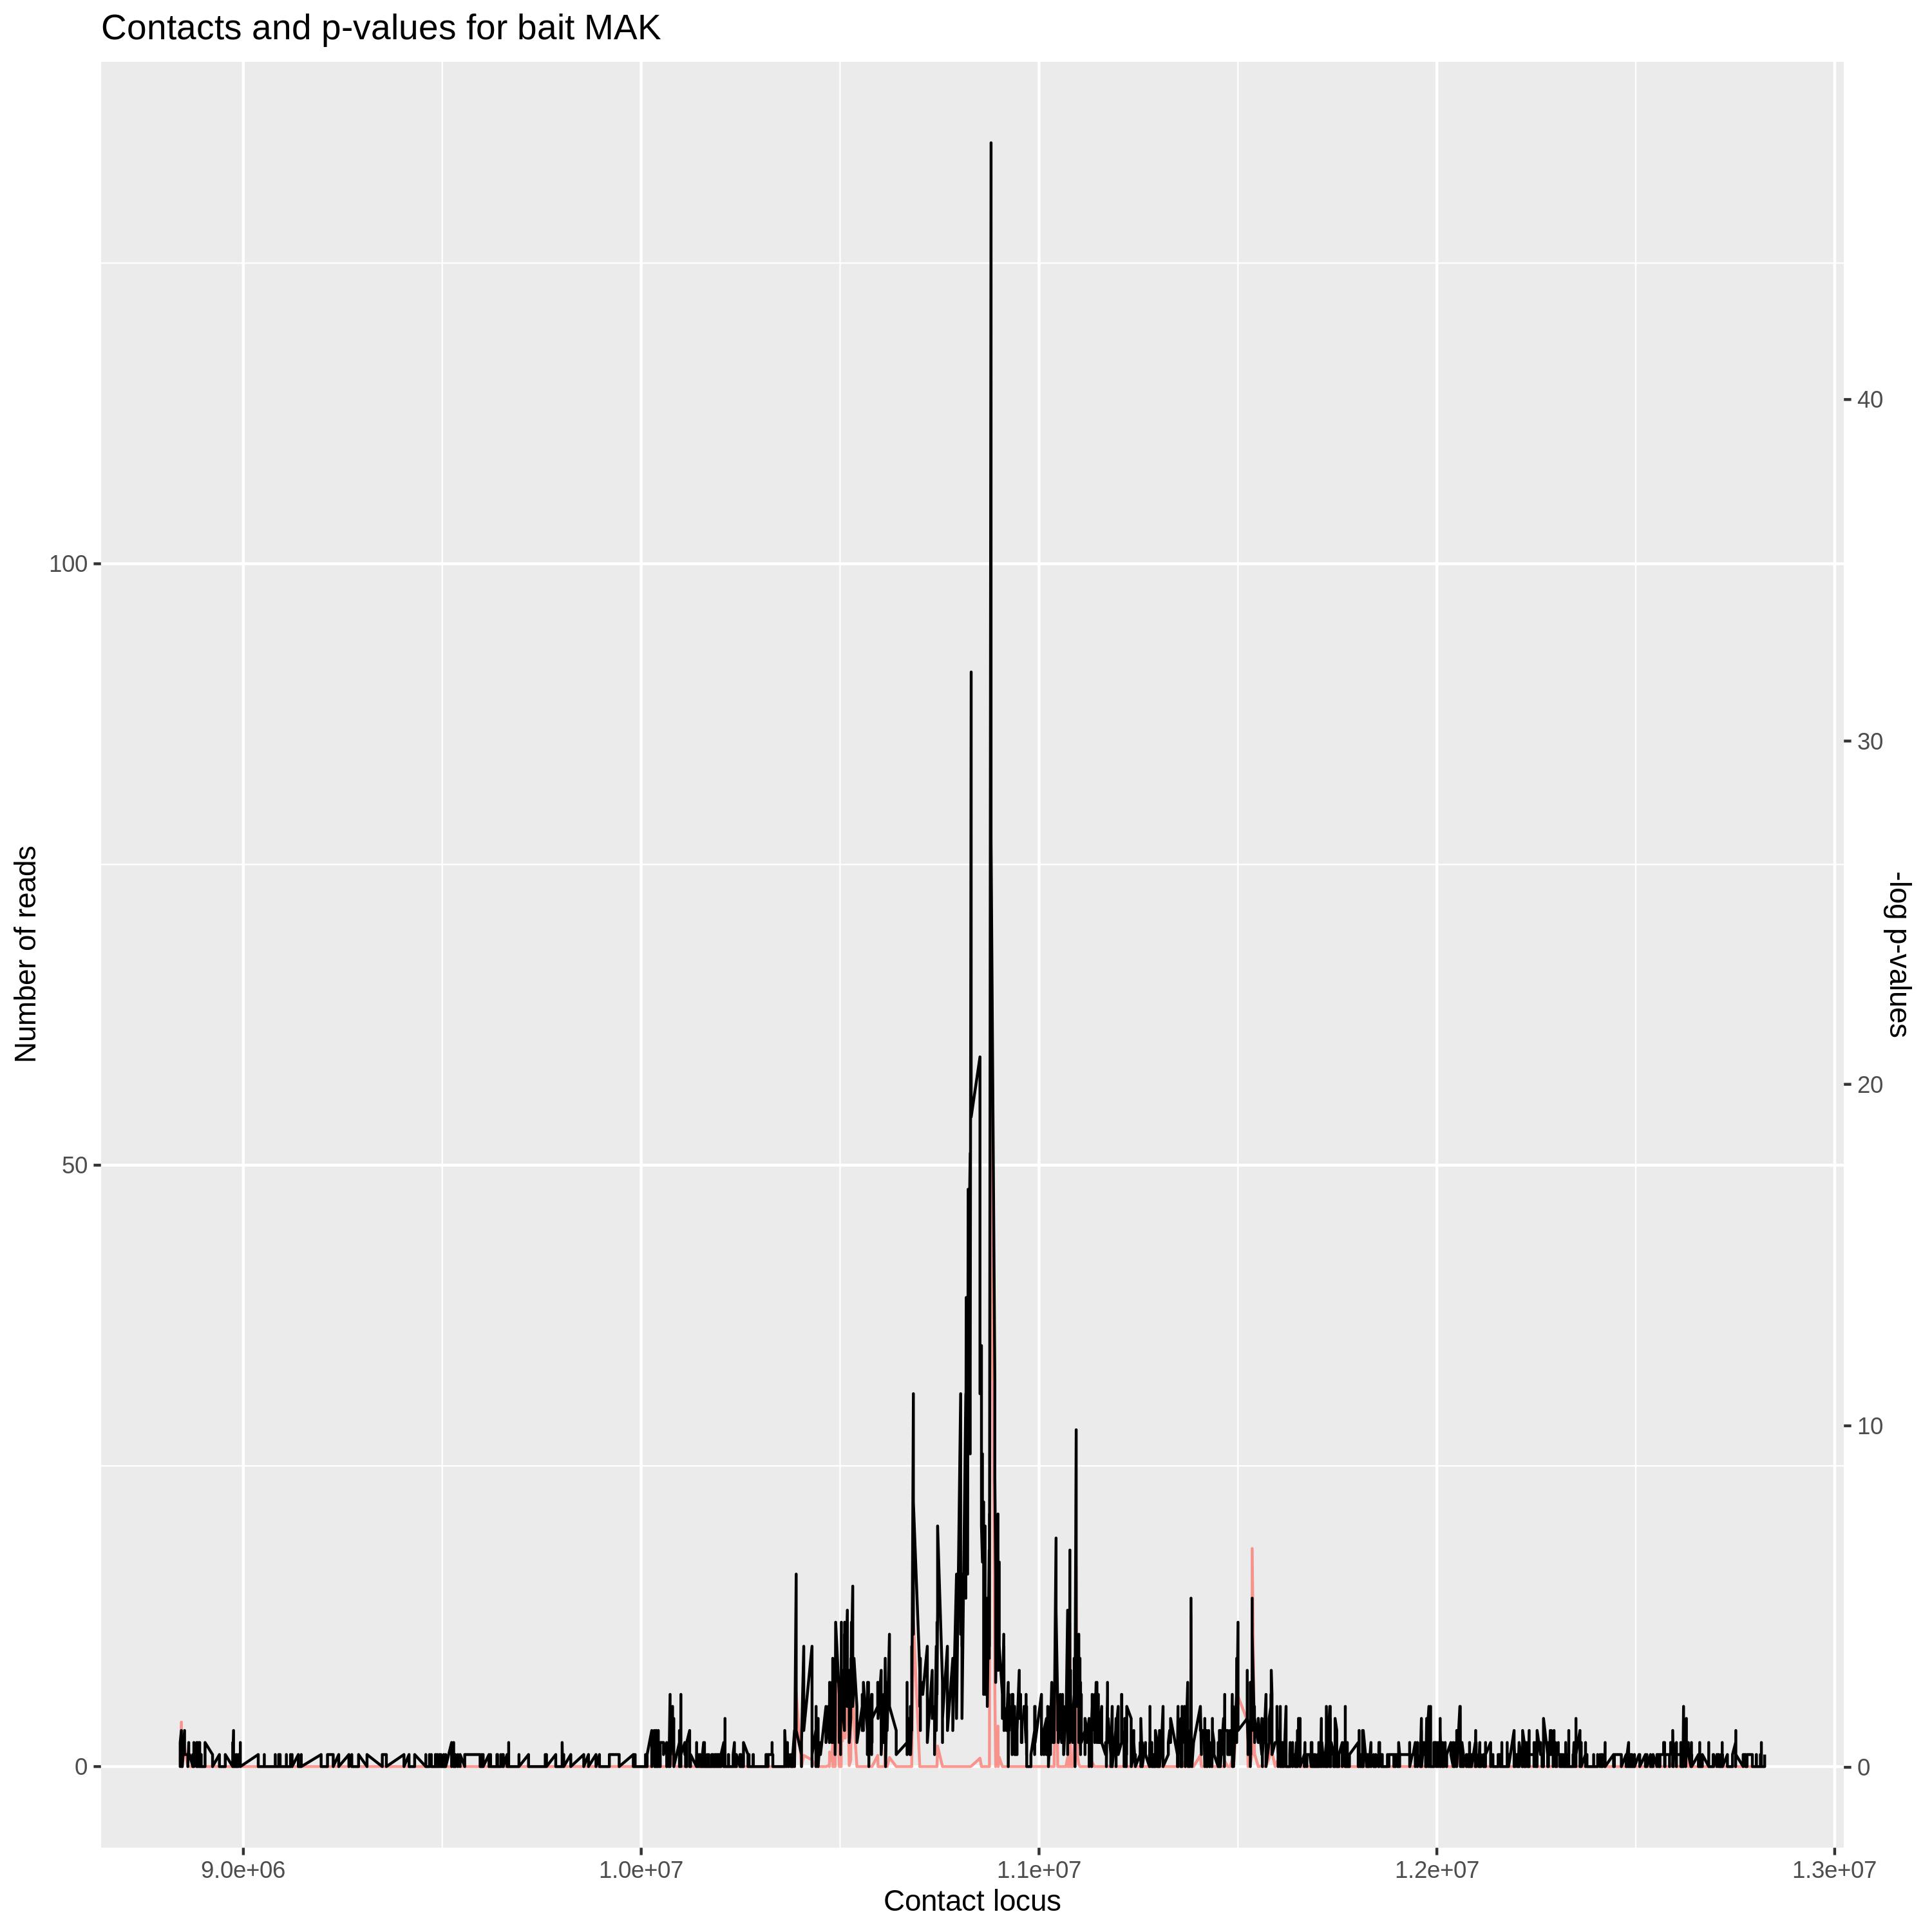 Contacts and p-values for bait MAK
Number of reads
100
50
0
40
30
20
10
0
-log p-values
9.0e+06
1.0e+07
1.1e+07
1.2e+07
1.3e+07
Contact locus